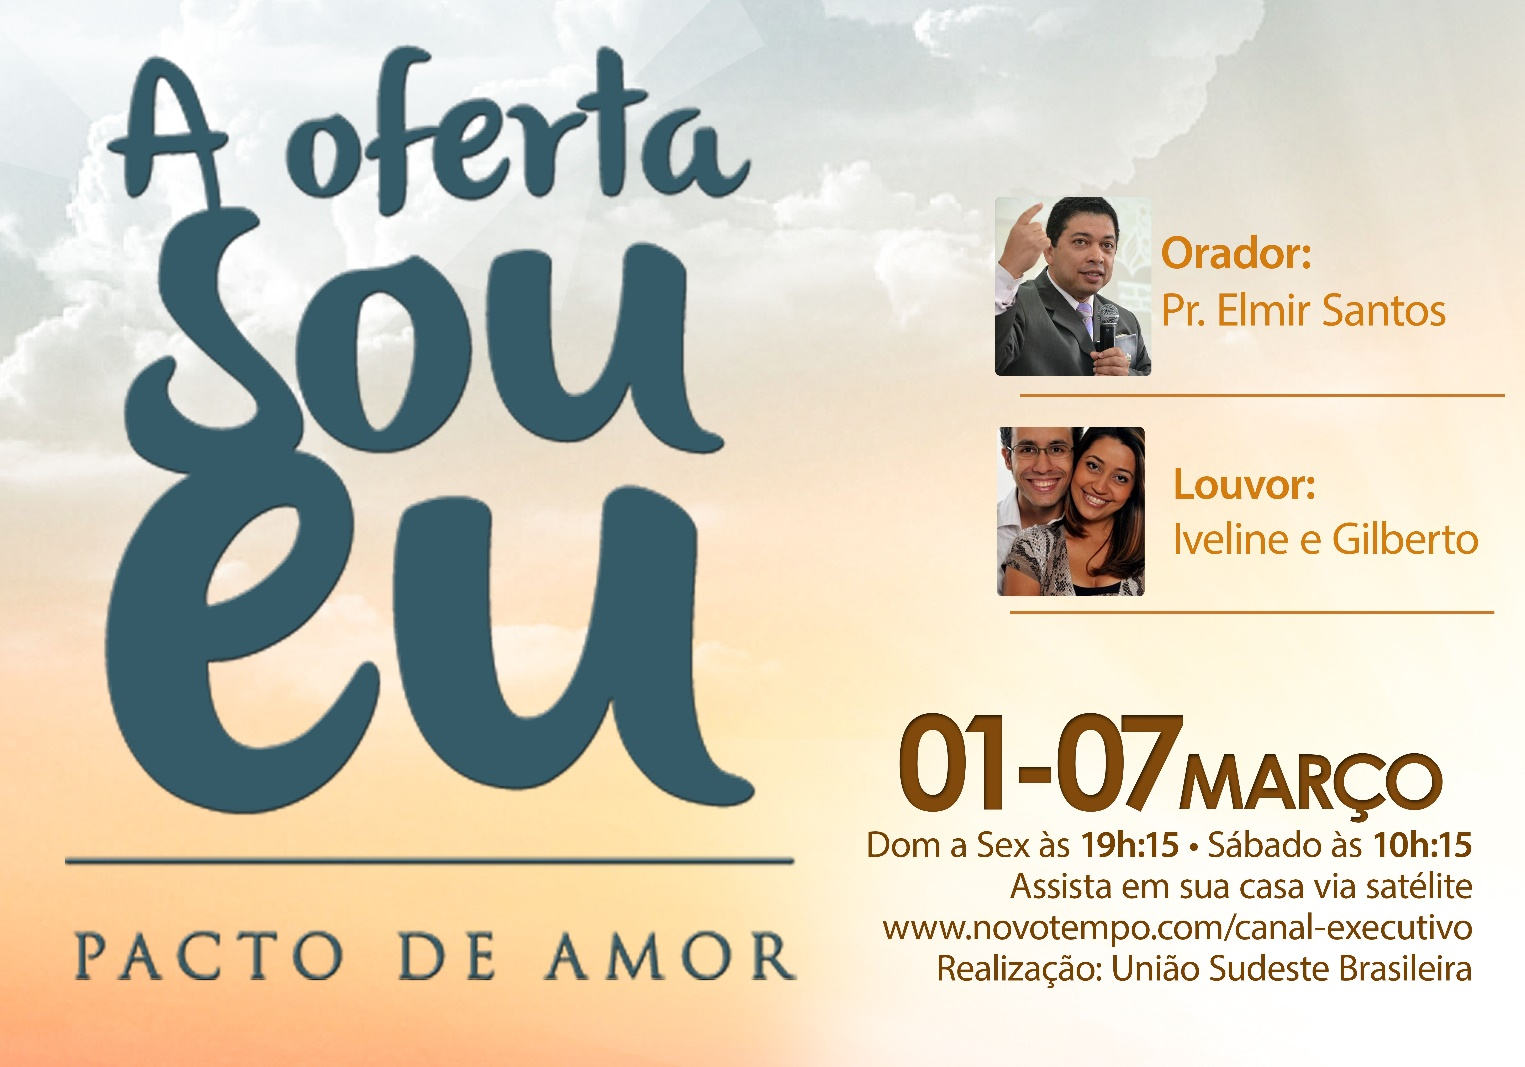 A oferta
sou
eu
PACTO DE AMOR
Orador:
Pr. Elmir Santos
Louvor:
Iveline e Gilberto
01-07 MARÇO
Dom a Sex às 19h:15 • Sábado às 10h:15
Assista em sua casa via satélite
www.novotempo.com/canal-executivo
Realização: União Sudeste Brasileira